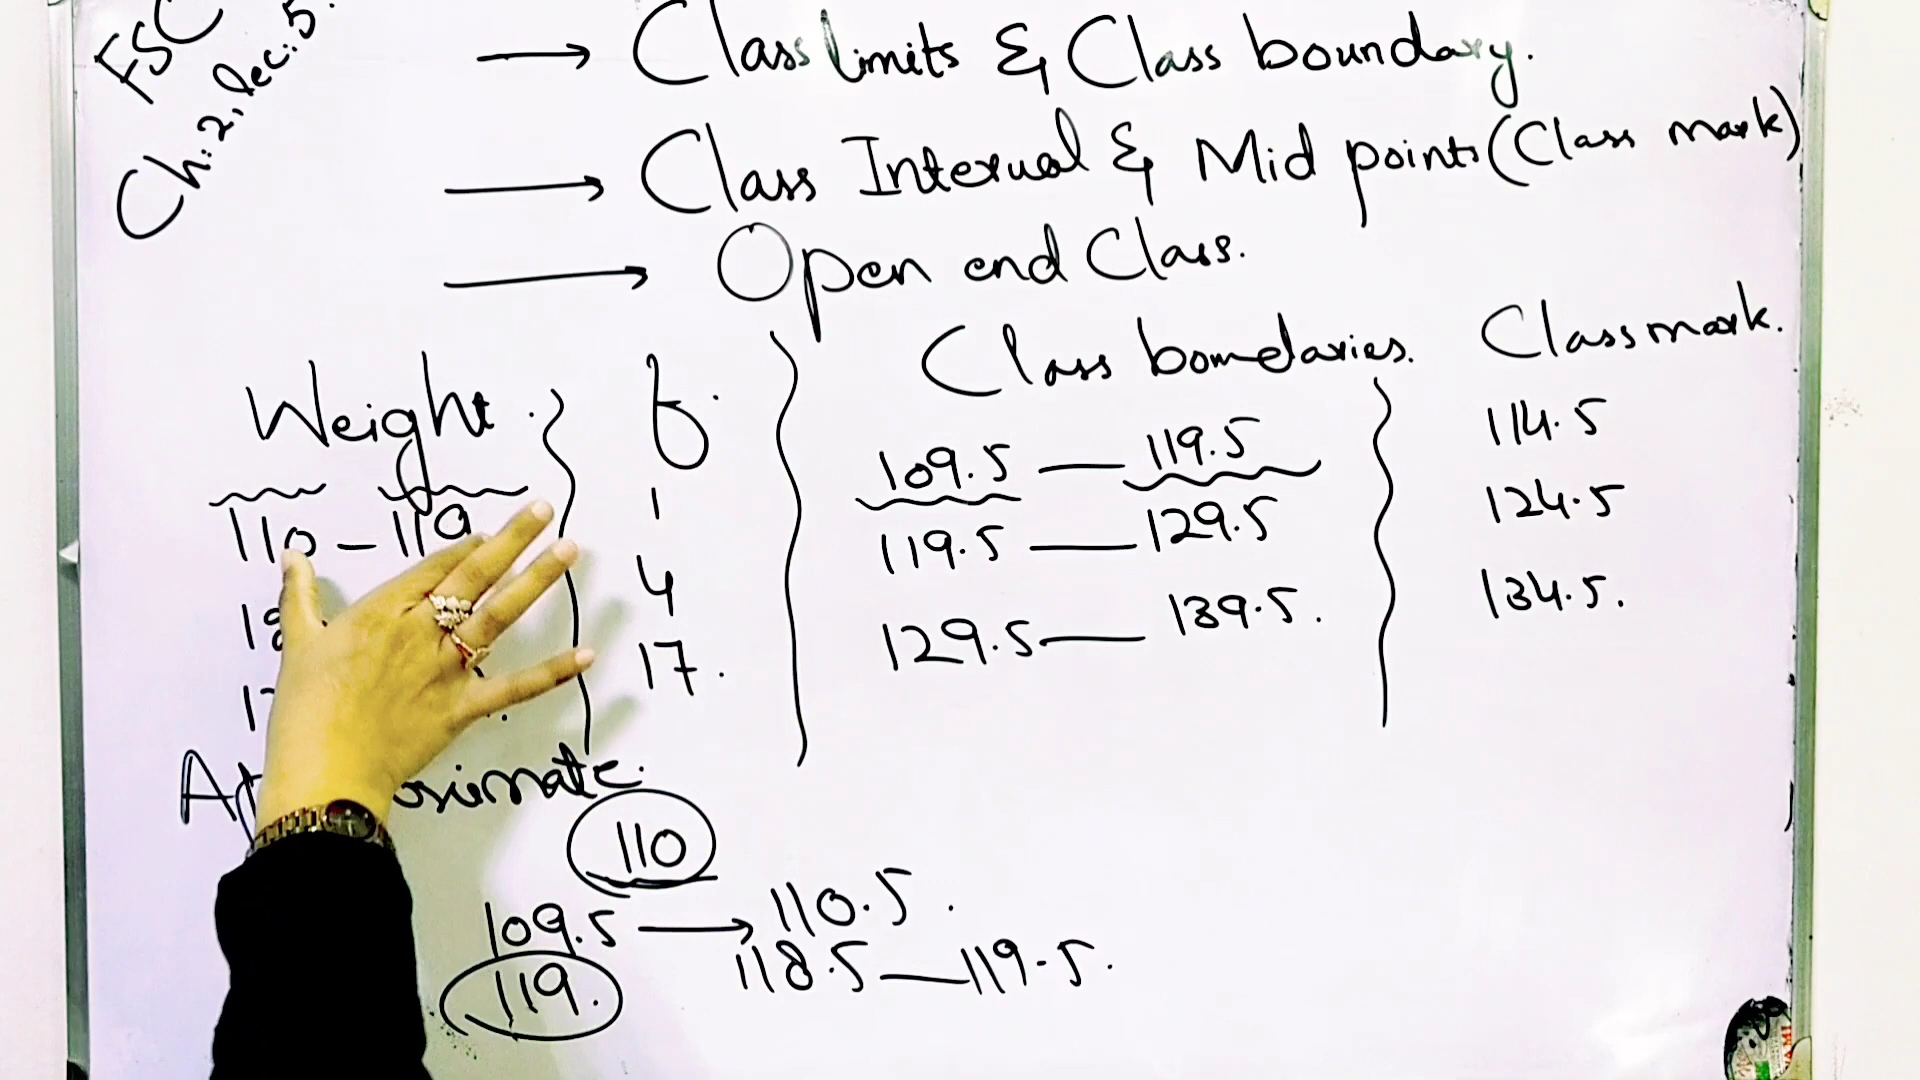 FSC
Ch: 2, lec: 5.
→ Class limits & Class boundary.
→ Class Interval & Mid points (Class mark)
→ Open end Class.
Weight. f. Class boundaries. Class mark.
110 – 119 1 109.5 — 119.5 114.5
4 119.5 — 129.5 124.5
17. 129.5 — 139.5. 134.5.
110
109.5 → 110.5.
119. 118.5 — 119.5.